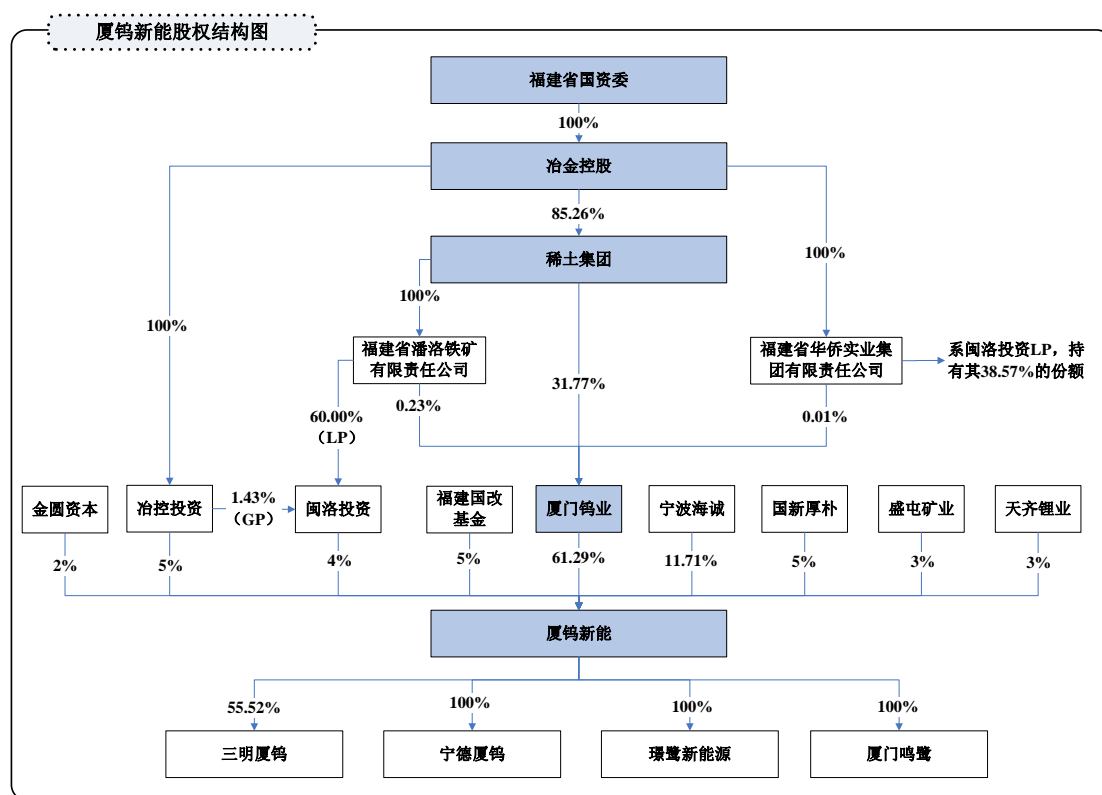 厦钨新能股权结构图
福建省国资委
100%
冶金控股
85.26%
稀土集团
100%
100%
100%
福建省潘洛铁矿
有限责任公司
福建省华侨实业集
团有限责任公司
系闽洛投资LP，持
有其38.57%的份额
31.77%
0.23%
60.00%
（LP）
0.01%
金圆资本
冶控投资
1.43%
（GP）
闽洛投资
福建国改
基金
厦门钨业
宁波海诚
国新厚朴
盛屯矿业
天齐锂业
2%
5%
4%
5%
61.29%
11.71%
5%
3%
3%
厦钨新能
55.52%
100%
100%
100%
三明厦钨
宁德厦钨
璟鹭新能源
厦门鸣鹭